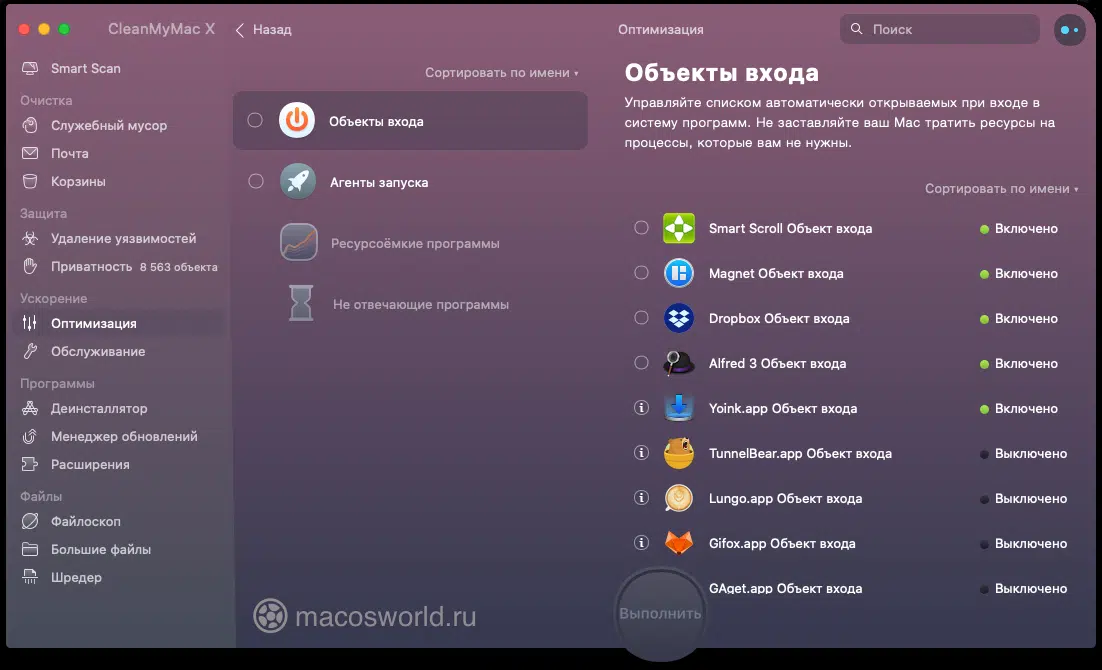 CleanMyMac X
Назад
Оптимизация
Поиск
Smart Scan
Очистка
Служебный мусор
Почта
Корзины
Защита
Удаление уязвимостей
Приватность 8 563 объекта
Ускорение
Оптимизация
Обслуживание
Программы
Деинсталлятор
Менеджер обновлений
Расширения
Файлы
Файлоскоп
Большие файлы
Шредер
Сортировать по имени
Объекты входа
Агенты запуска
Ресурсоёмкие программы
Не отвечающие программы
Объекты входа
Управляйте списком автоматически открываемых при входе в
систему программ. Не заставляйте ваш Mac тратить ресурсы на
процессы, которые вам не нужны.
Сортировать по имени
Smart Scroll Объект входа Включено
Magnet Объект входа Включено
Dropbox Объект входа Включено
Alfred 3 Объект входа Включено
Yoink.app Объект входа Включено
TunnelBear.app Объект входа Выключено
Lungo.app Объект входа Выключено
Gifox.app Объект входа Выключено
GAget.app Объект входа Выключено
Выполнить
macosworld.ru